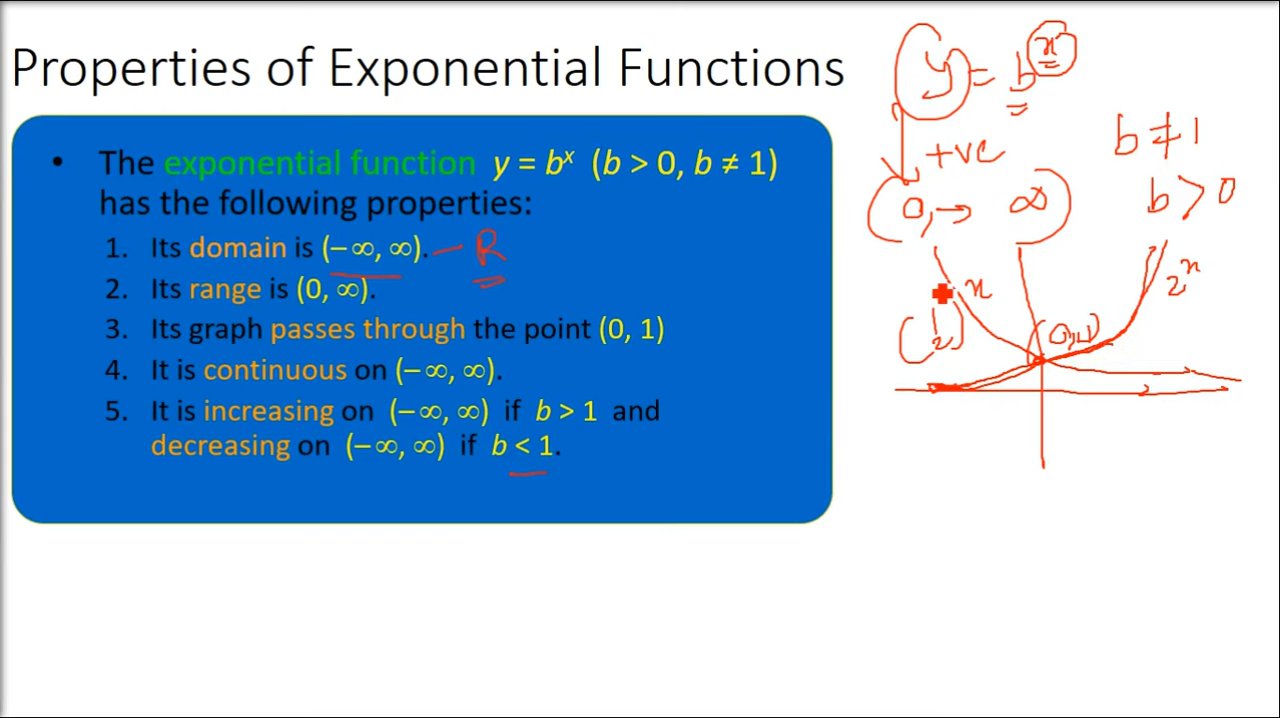 Properties of Exponential Functions
• The exponential function y = bˣ (b > 0, b ≠ 1)
has the following properties:
1. Its domain is (– ∞, ∞). — R
2. Its range is (0, ∞).
3. Its graph passes through the point (0, 1)
4. It is continuous on (– ∞, ∞).
5. It is increasing on (– ∞, ∞) if b > 1 and
decreasing on (– ∞, ∞) if b < 1.
y = bˣ
b ≠ 1
+ve
b > 0
(0, → ∞)
2ˣ
(1/2)ˣ
(0,1)